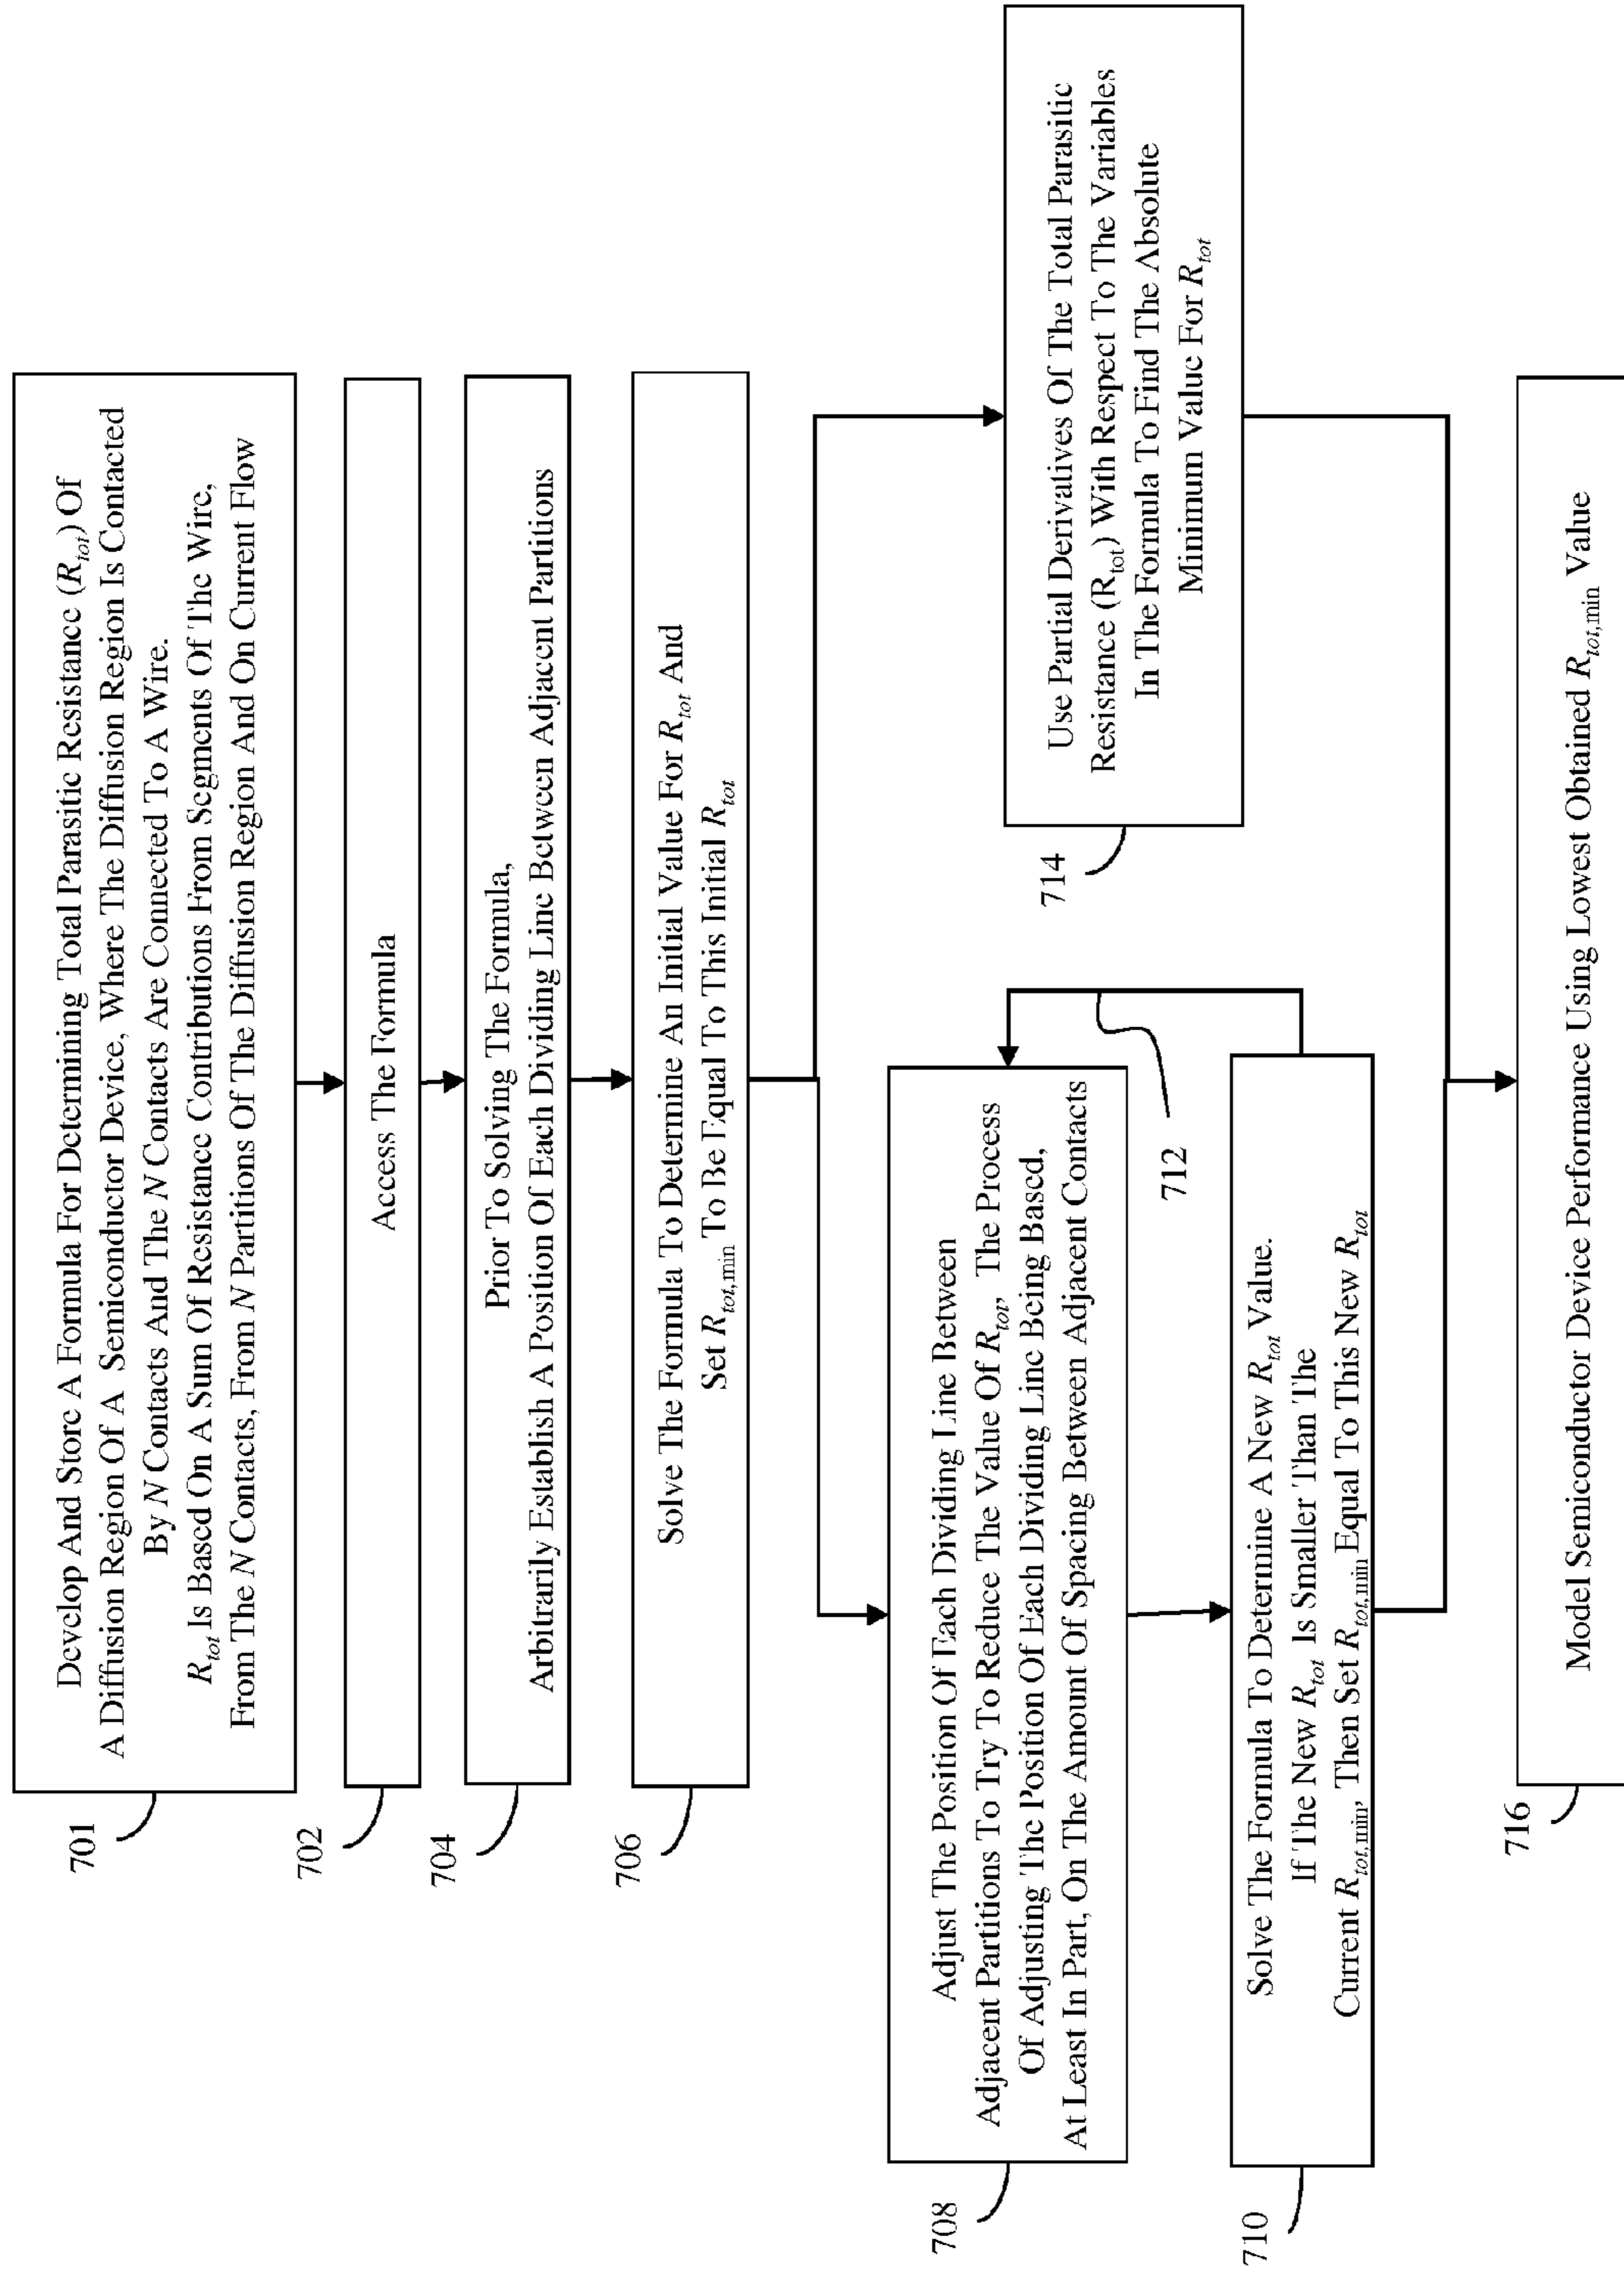 701
Develop And Store A Formula For Determining Total Parasitic Resistance (Rtot) Of
A Diffusion Region Of A Semiconductor Device, Where The Diffusion Region Is Contacted
By N Contacts And The N Contacts Are Connected To A Wire.
Rtot Is Based On A Sum Of Resistance Contributions From Segments Of The Wire,
From The N Contacts, From N Partitions Of The Diffusion Region And On Current Flow
702
Access The Formula
704
Prior To Solving The Formula,
Arbitrarily Establish A Position Of Each Dividing Line Between Adjacent Partitions
706
Solve The Formula To Determine An Initial Value For Rtot And
Set Rtot,min To Be Equal To This Initial Rtot
708
Adjust The Position Of Each Dividing Line Between
Adjacent Partitions To Try To Reduce The Value Of Rtot, The Process
Of Adjusting The Position Of Each Dividing Line Being Based,
At Least In Part, On The Amount Of Spacing Between Adjacent Contacts
710
Solve The Formula To Determine A New Rtot Value.
If The New Rtot Is Smaller Than The
Current Rtot,min, Then Set Rtot,min Equal To This New Rtot
712
714
Use Partial Derivatives Of The Total Parasitic
Resistance (Rtot) With Respect To The Variables
In The Formula To Find The Absolute
Minimum Value For Rtot
716
Model Semiconductor Device Performance Using Lowest Obtained Rtot,min Value